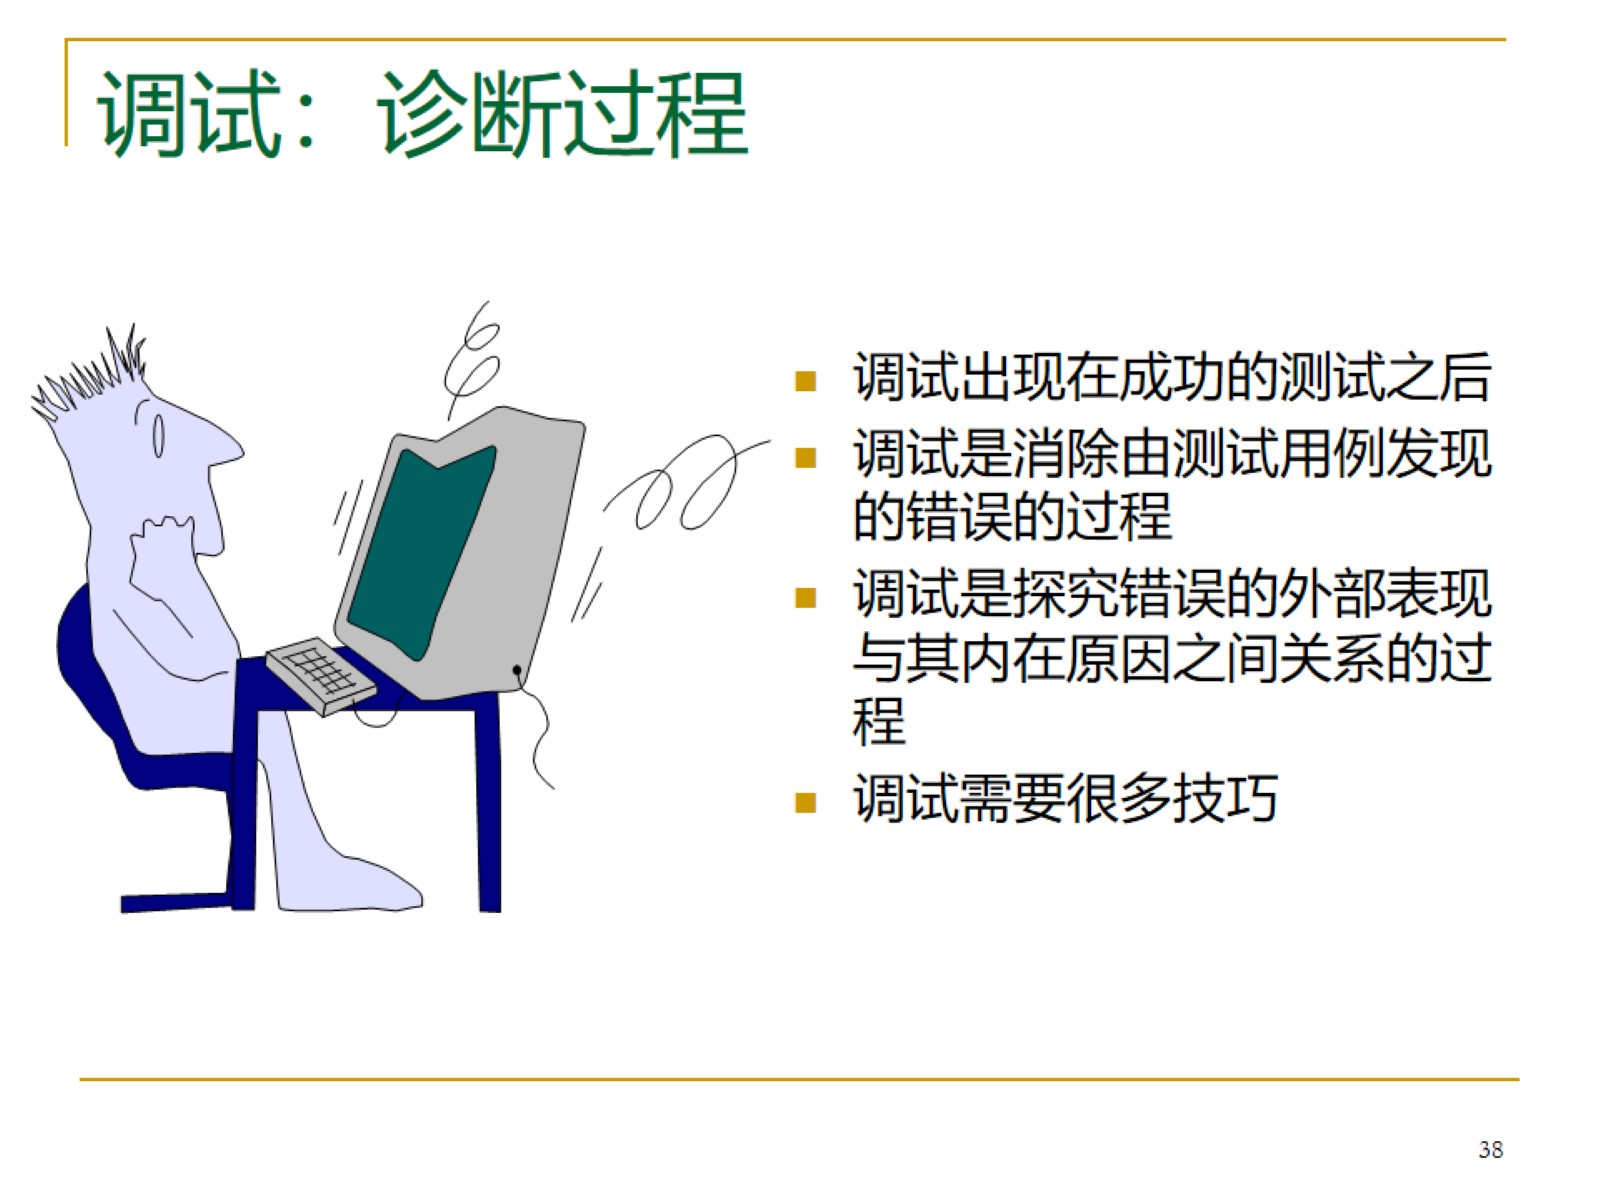 调试：诊断过程
调试出现在成功的测试之后
调试是消除由测试用例发现
的错误的过程
调试是探究错误的外部表现
与其内在原因之间关系的过
程
调试需要很多技巧
38